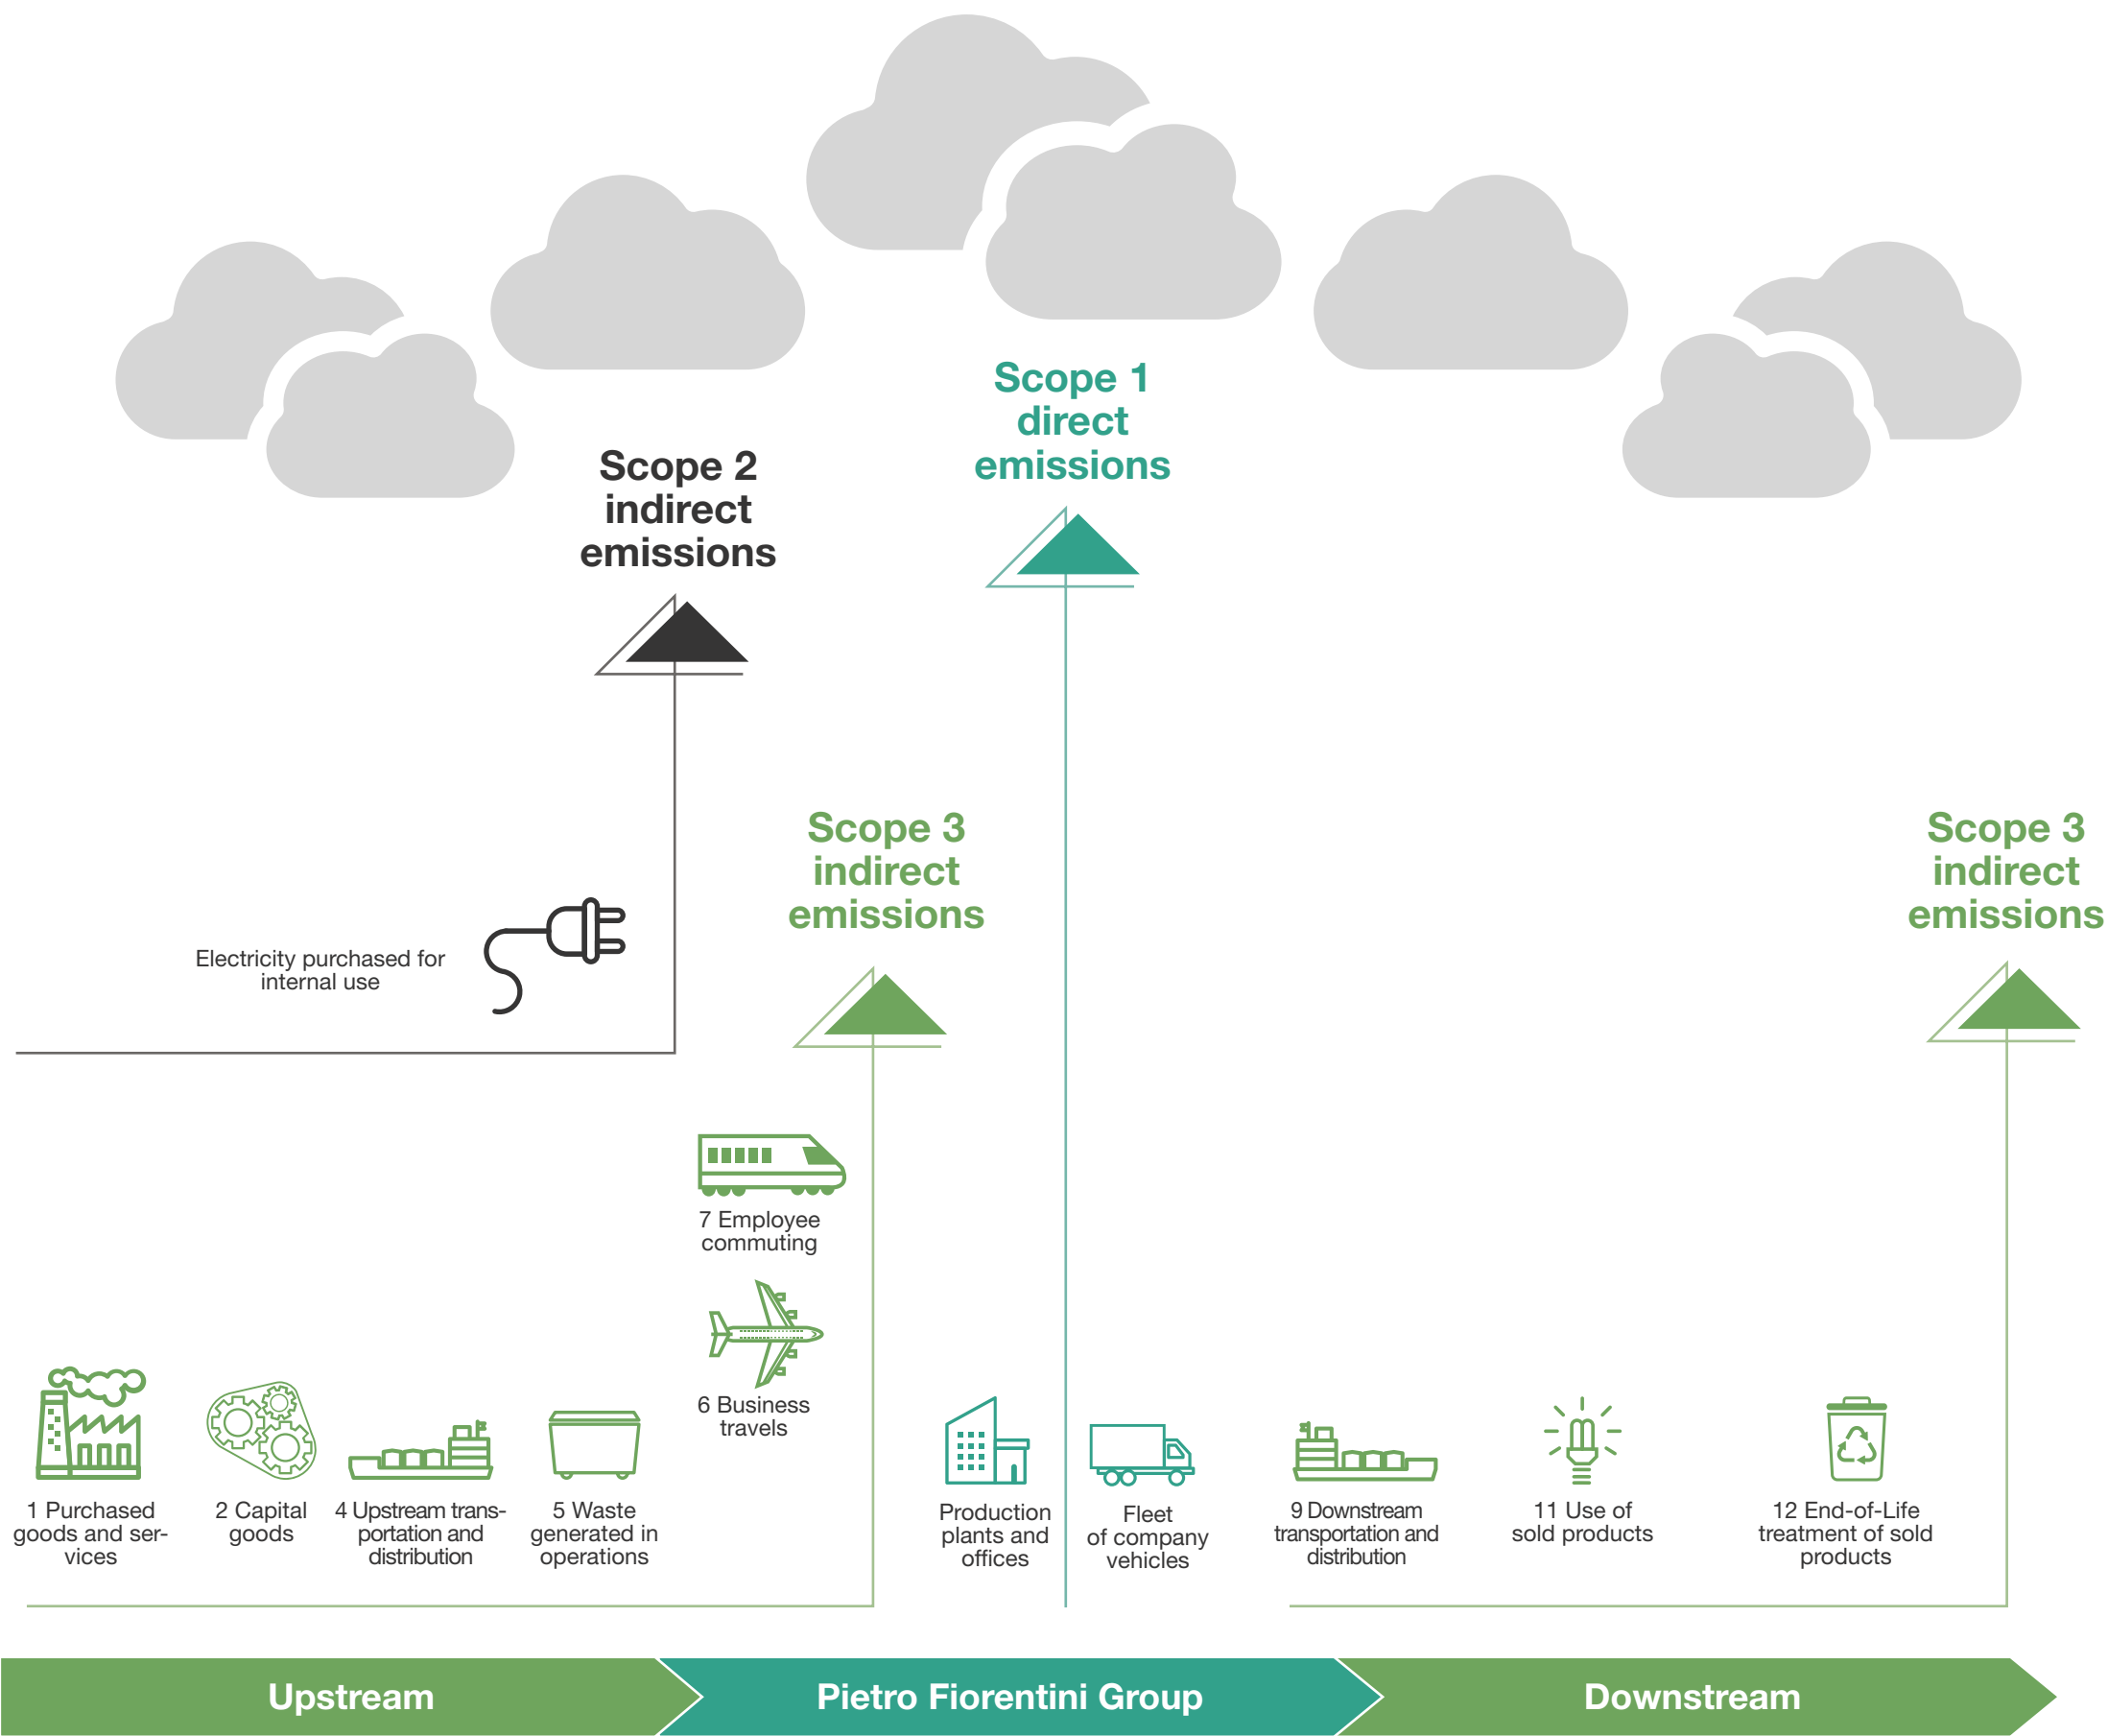 Scope 1
direct
emissions
Scope 2
indirect
emissions
Scope 3
indirect
emissions
Scope 3
indirect
emissions
Electricity purchased for
internal use
7 Employee
commuting
6 Business
travels
1 Purchased
goods and ser-
vices
2 Capital
goods
4 Upstream trans-
portation and
distribution
5 Waste
generated in
operations
Production
plants and
offices
Fleet
of company
vehicles
9 Downstream
transportation and
distribution
11 Use of
sold products
12 End-of-Life
treatment of sold
products
Upstream
Pietro Fiorentini Group
Downstream